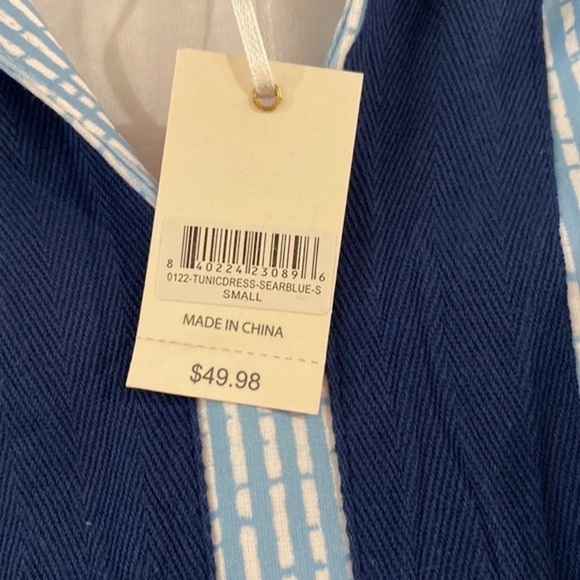 8 40224 23089 6
0122-TUNICDRESS-SEARBLUE-S
SMALL
MADE IN CHINA
$49.98